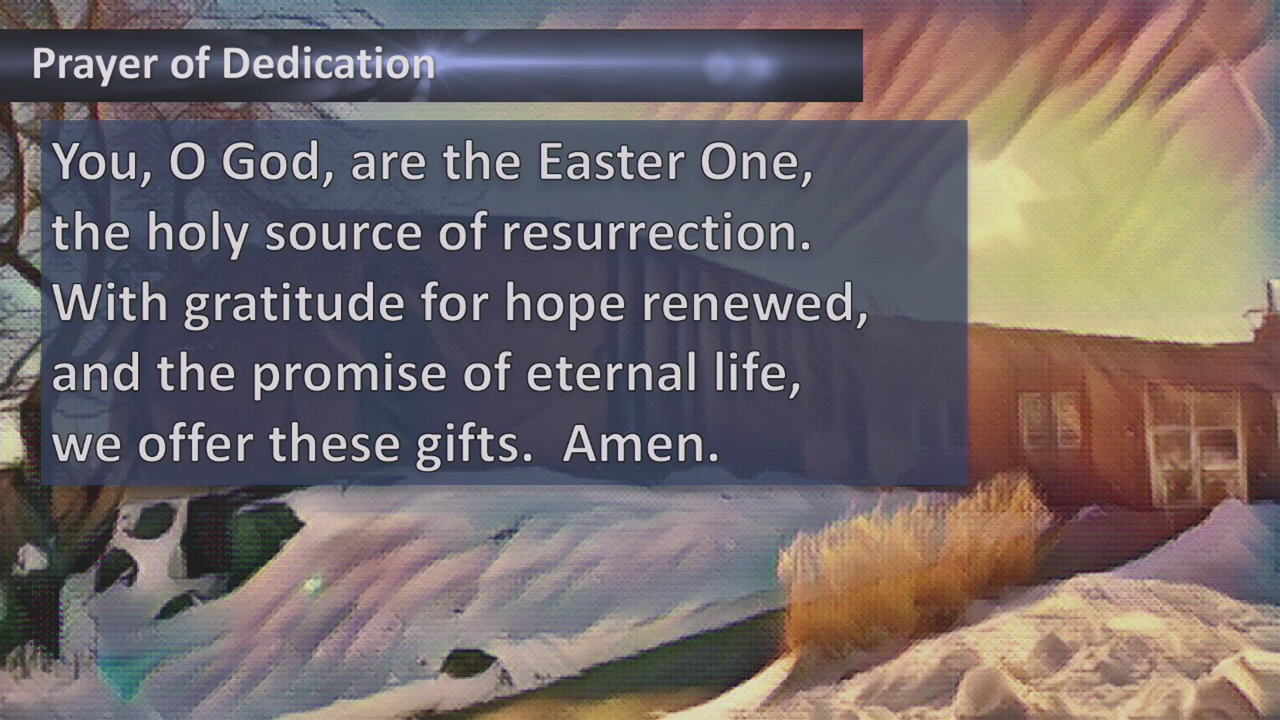 Prayer of Dedication
You, O God, are the Easter One,
the holy source of resurrection.
With gratitude for hope renewed,
and the promise of eternal life,
we offer these gifts.  Amen.